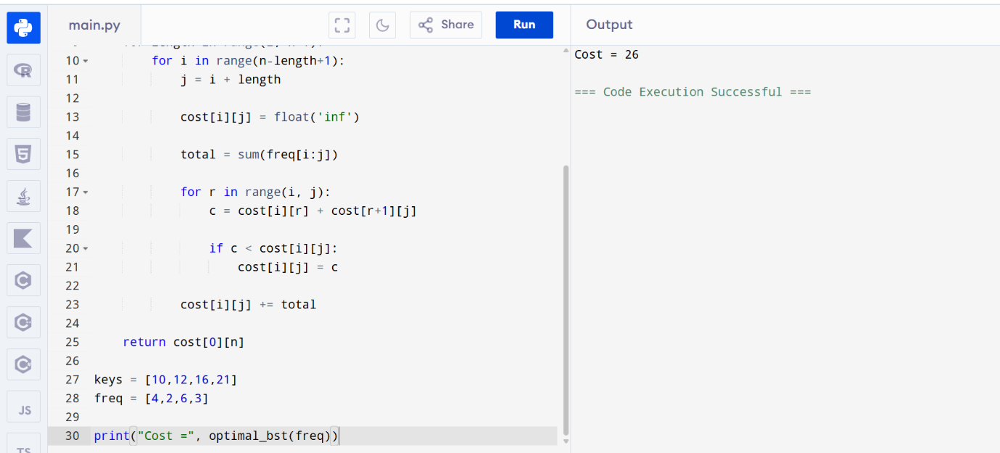 main.py
Share
Run
Output
10 for i in range(n-length+1):
11 j = i + length
12
13 cost[i][j] = float('inf')
14
15 total = sum(freq[i:j])
16
17 for r in range(i, j):
18 c = cost[i][r] + cost[r+1][j]
19
20 if c < cost[i][j]:
21 cost[i][j] = c
22
23 cost[i][j] += total
24
25 return cost[0][n]
26
27 keys = [10,12,16,21]
28 freq = [4,2,6,3]
29
30 print("Cost =", optimal_bst(freq))
Cost = 26
=== Code Execution Successful ===
R
5
C
C
C
JS
TS